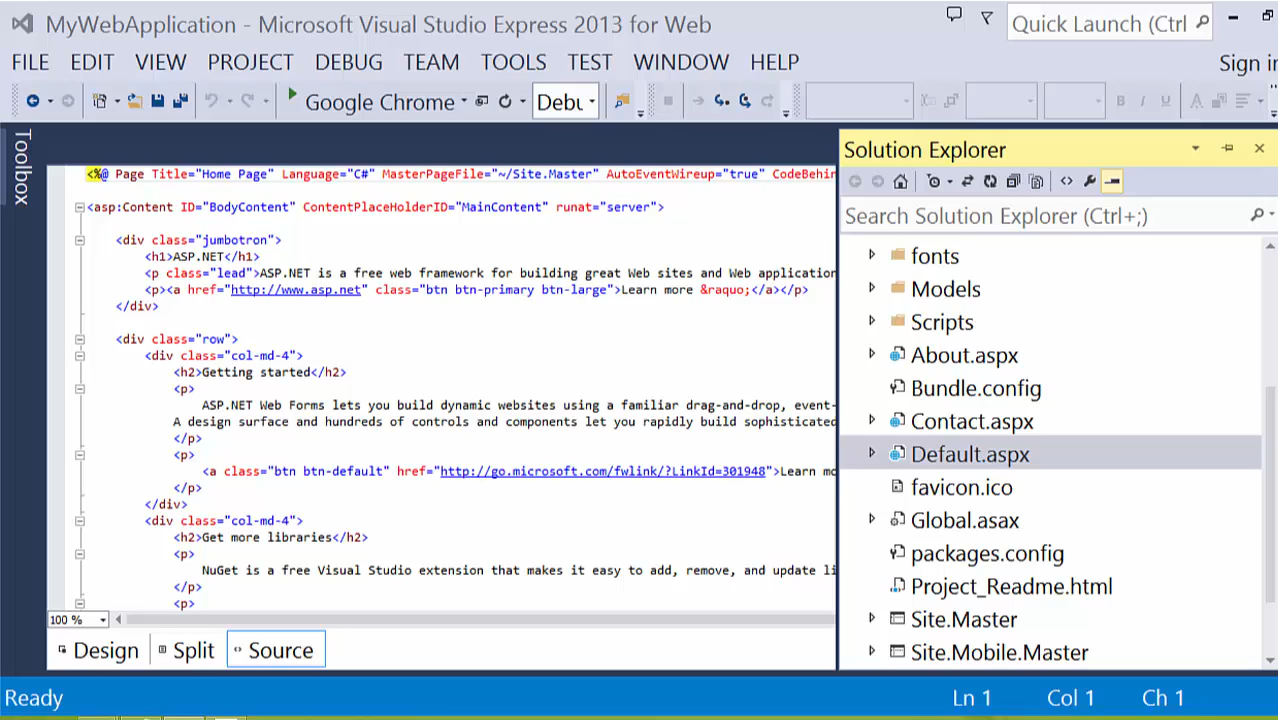 MyWebApplication - Microsoft Visual Studio Express 2013 for Web
Quick Launch (Ctrl
FILE EDIT VIEW PROJECT DEBUG TEAM TOOLS TEST WINDOW HELP
Sign in
Google Chrome
Debu
B I U
Toolbox
<%@ Page Title="Home Page" Language="C#" MasterPageFile="~/Site.Master" AutoEventWireup="true" CodeBehin
<asp:Content ID="BodyContent" ContentPlaceHolderID="MainContent" runat="server">
<div class="jumbotron">
<h1>ASP.NET</h1>
<p class="lead">ASP.NET is a free web framework for building great Web sites and Web application
<p><a href="http://www.asp.net" class="btn btn-primary btn-large">Learn more &raquo;</a></p>
</div>
<div class="row">
<div class="col-md-4">
<h2>Getting started</h2>
<p>
ASP.NET Web Forms lets you build dynamic websites using a familiar drag-and-drop, event-
A design surface and hundreds of controls and components let you rapidly build sophisticated
</p>
<p>
<a class="btn btn-default" href="http://go.microsoft.com/fwlink/?LinkId=301948">Learn mo
</p>
</div>
<div class="col-md-4">
<h2>Get more libraries</h2>
<p>
NuGet is a free Visual Studio extension that makes it easy to add, remove, and update li
</p>
<p>
100 %
Design Split Source
Solution Explorer
Search Solution Explorer (Ctrl+;)
fonts
Models
Scripts
About.aspx
Bundle.config
Contact.aspx
Default.aspx
favicon.ico
Global.asax
packages.config
Project_Readme.html
Site.Master
Site.Mobile.Master
Ready
Ln 1 Col 1 Ch 1